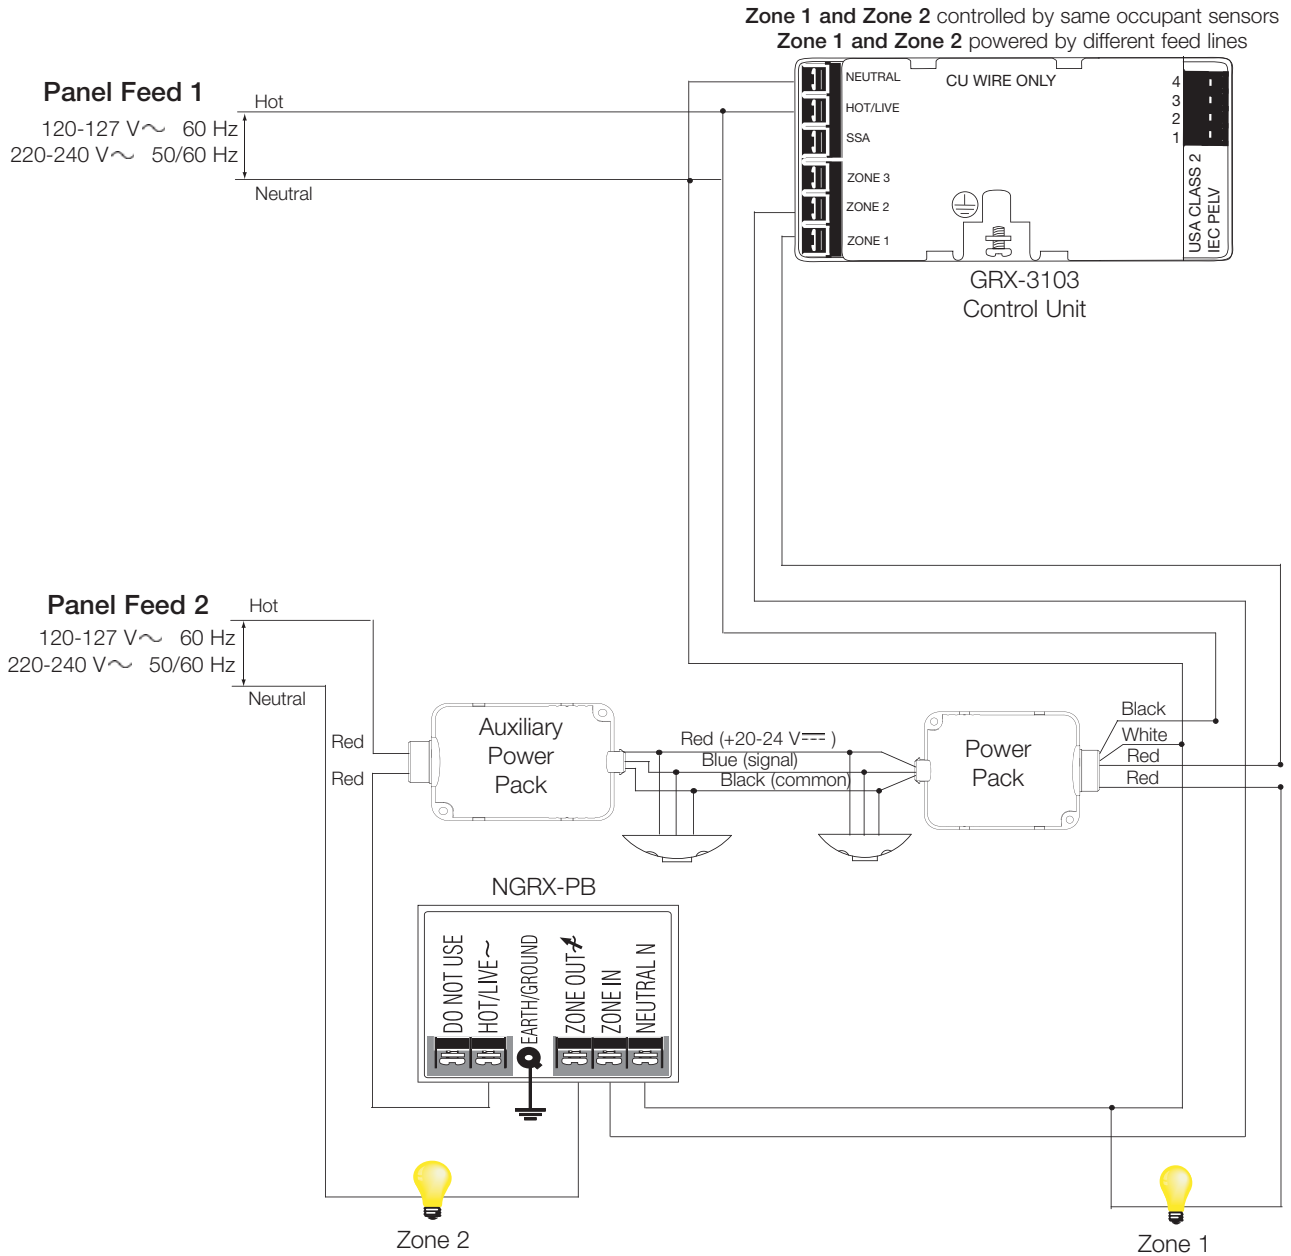 Zone 1 and Zone 2 controlled by same occupant sensors
Zone 1 and Zone 2 powered by different feed lines
Panel Feed 1
120-127 V～ 60 Hz
220-240 V～ 50/60 Hz
Hot
Neutral
NEUTRAL
HOT/LIVE
SSA
ZONE 3
ZONE 2
ZONE 1
CU WIRE ONLY
4
3
2
1
USA CLASS 2
IEC PELV
GRX-3103
Control Unit
Panel Feed 2
120-127 V～ 60 Hz
220-240 V～ 50/60 Hz
Hot
Neutral
Red
Red
Auxiliary
Power
Pack
Red (+20-24 V⎓)
Blue (signal)
Black (common)
Power
Pack
Black
White
Red
Red
NGRX-PB
DO NOT USE
HOT/LIVE～
EARTH/GROUND
ZONE OUT
ZONE IN
NEUTRAL N
Zone 2
Zone 1